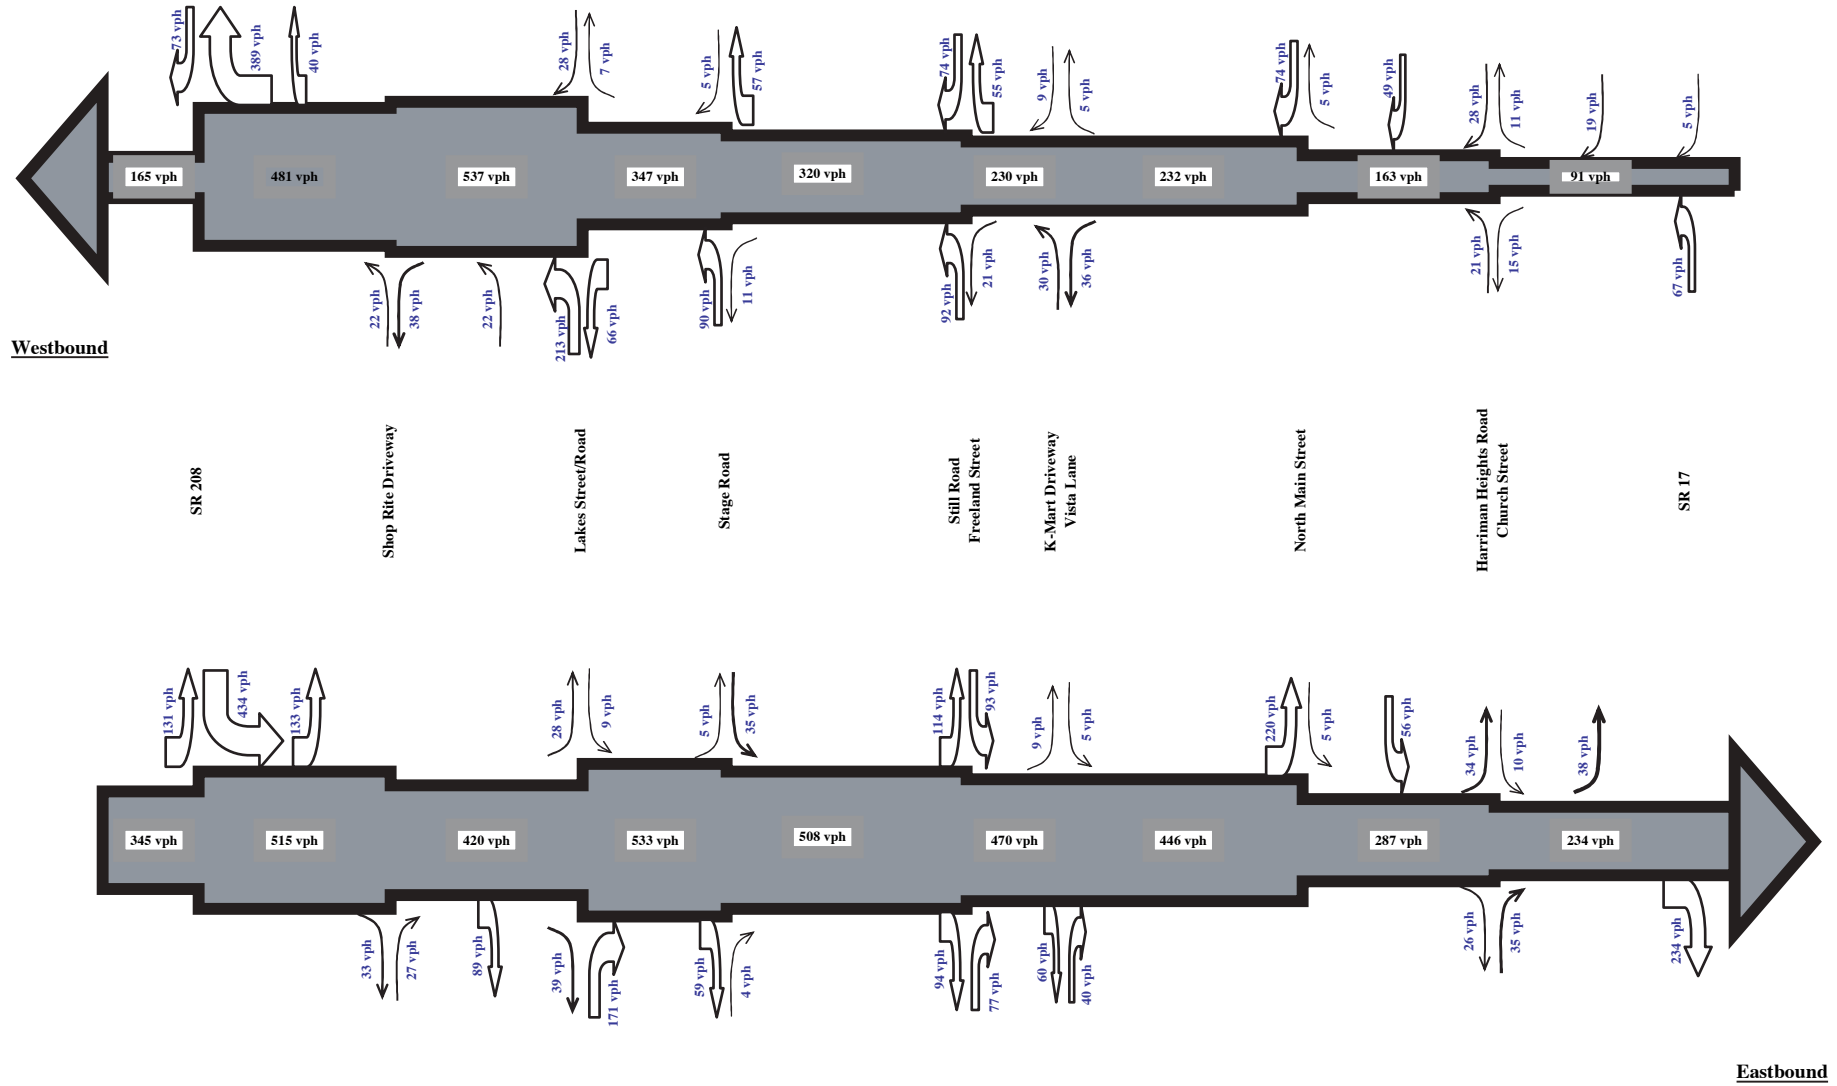 73 vph
389 vph
40 vph
28 vph
7 vph
5 vph
57 vph
74 vph
55 vph
9 vph
5 vph
74 vph
5 vph
49 vph
28 vph
11 vph
19 vph
5 vph
165 vph
481 vph
537 vph
347 vph
320 vph
230 vph
232 vph
163 vph
91 vph
22 vph
38 vph
22 vph
213 vph
66 vph
90 vph
11 vph
92 vph
21 vph
30 vph
36 vph
21 vph
15 vph
67 vph
Westbound
SR 208
Shop Rite Driveway
Lakes Street/Road
Stage Road
Still Road
Freeland Street
K-Mart Driveway
Vista Lane
North Main Street
Harriman Heights Road
Church Street
SR 17
131 vph
434 vph
133 vph
28 vph
9 vph
5 vph
35 vph
114 vph
93 vph
9 vph
5 vph
220 vph
5 vph
56 vph
34 vph
10 vph
38 vph
345 vph
515 vph
420 vph
533 vph
508 vph
470 vph
446 vph
287 vph
234 vph
33 vph
27 vph
89 vph
39 vph
171 vph
59 vph
4 vph
94 vph
77 vph
60 vph
40 vph
26 vph
35 vph
234 vph
Eastbound